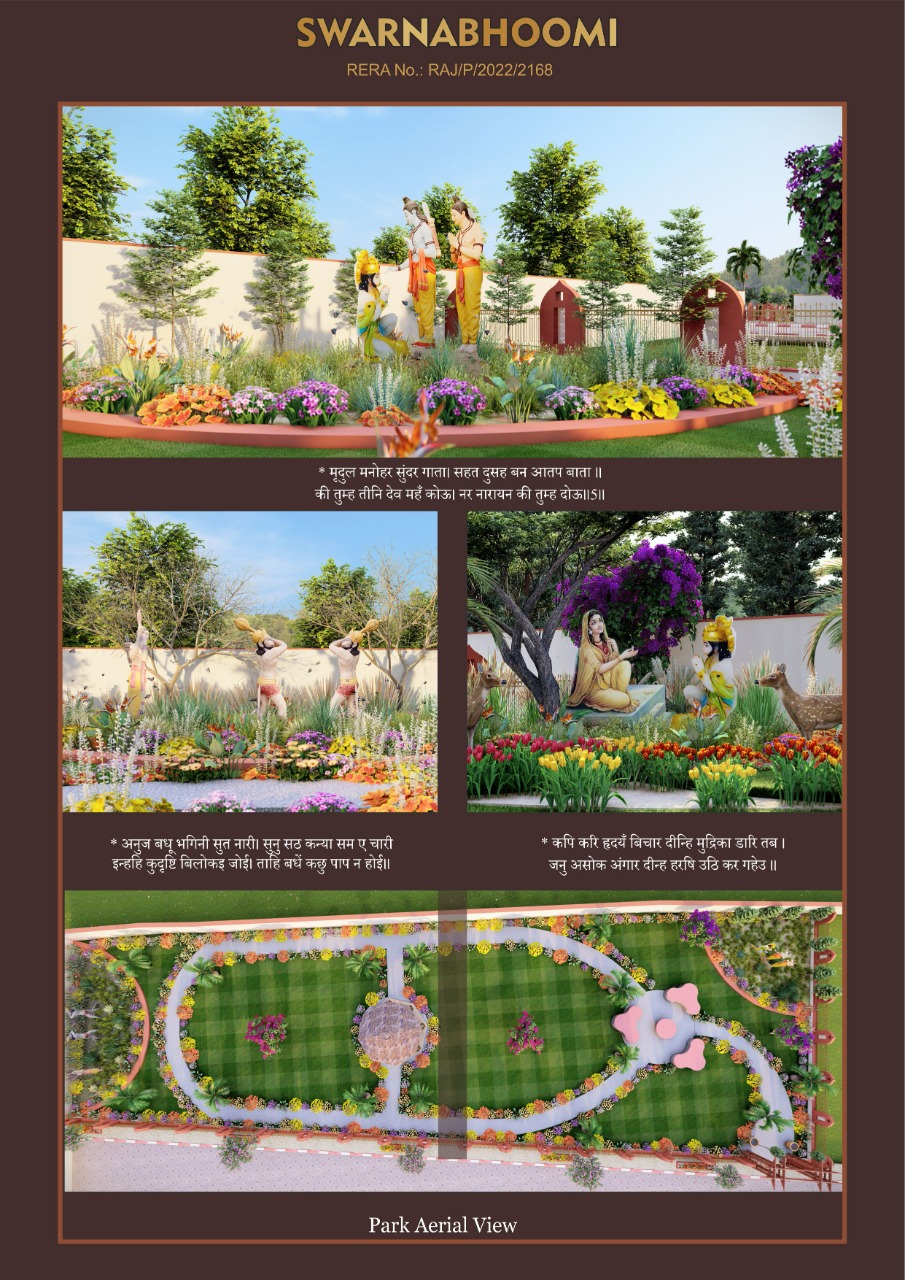 SWARNABHOOMI
RERA No.: RAJ/P/2022/2168
* मृदुल मनोहर सुंदर गाता। सहत दुसह बन आतप बाता ॥
की तुम्ह तीनि देव महँ कोऊ। नर नारायन की तुम्ह दोऊ॥5॥
* अनुज बधू भगिनी सुत नारी। सुनु सठ कन्या सम ए चारी
इन्हहि कुदृष्टि बिलोकइ जोई। ताहि बधें कछु पाप न होई॥
* कपि करि हृदयँ बिचार दीन्हि मुद्रिका डारि तब ।
जनु असोक अंगार दीन्ह हरषि उठि कर गहेउ ॥
Park Aerial View